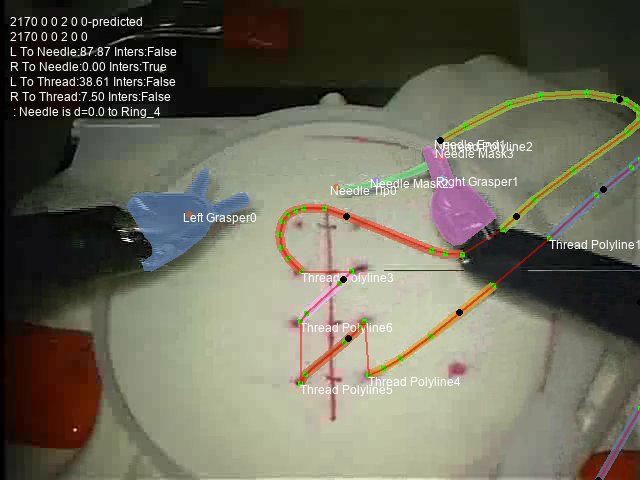 2170 0 0 2 0 0-predicted
2170 0 0 2 0 0
L To Needle:87.87 Inters:False
R To Needle:0.00 Inters:True
L To Thread:38.61 Inters:False
R To Thread:7.50 Inters:False
: Needle is d=0.0 to Ring_4
Needle End1
Thread Polyline2
Needle Mask3
Needle Mask2
Right Grasper1
Needle Tip0
Left Grasper0
Thread Polyline1
Thread Polyline3
Thread Polyline6
Thread Polyline4
Thread Polyline5